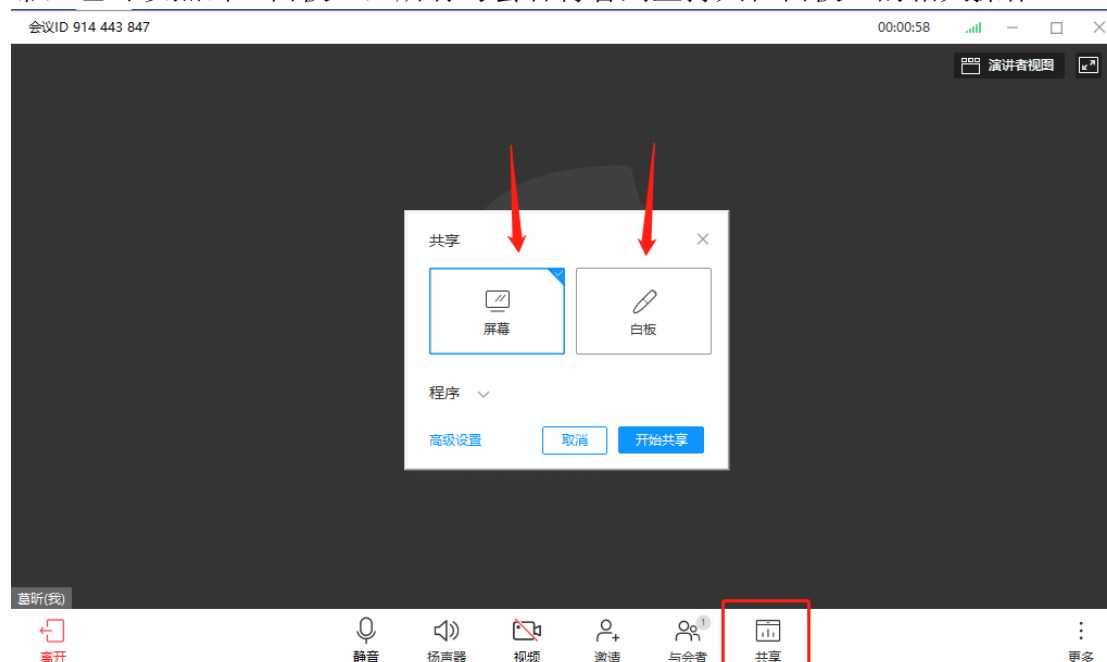 会议ID 914 443 847
00:00:58
演讲者视图
共享
屏幕
白板
程序
高级设置
取消
开始共享
墓昕(我)
离开
静音
扬声器
视频
邀请
与会者
1
共享
更多